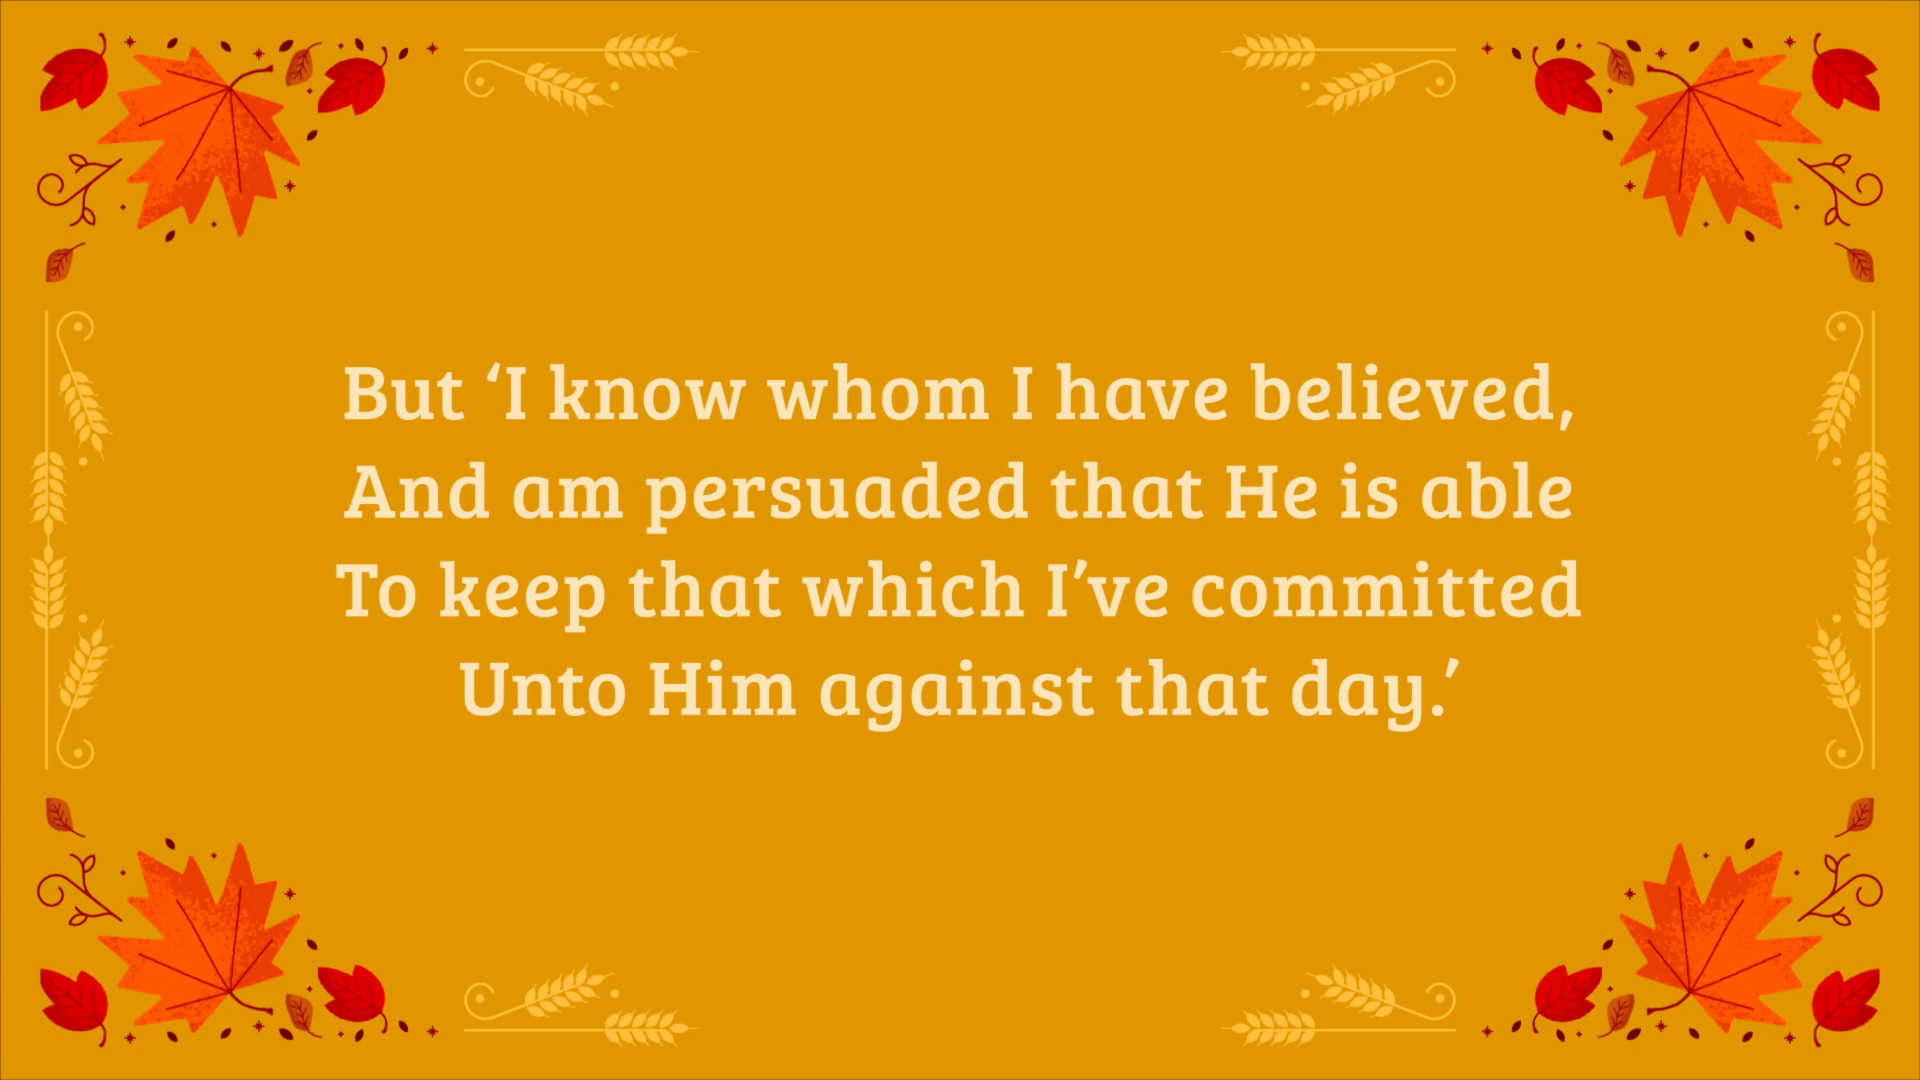 But ‘I know whom I have believed,
And am persuaded that He is able
To keep that which I’ve committed
Unto Him against that day.’